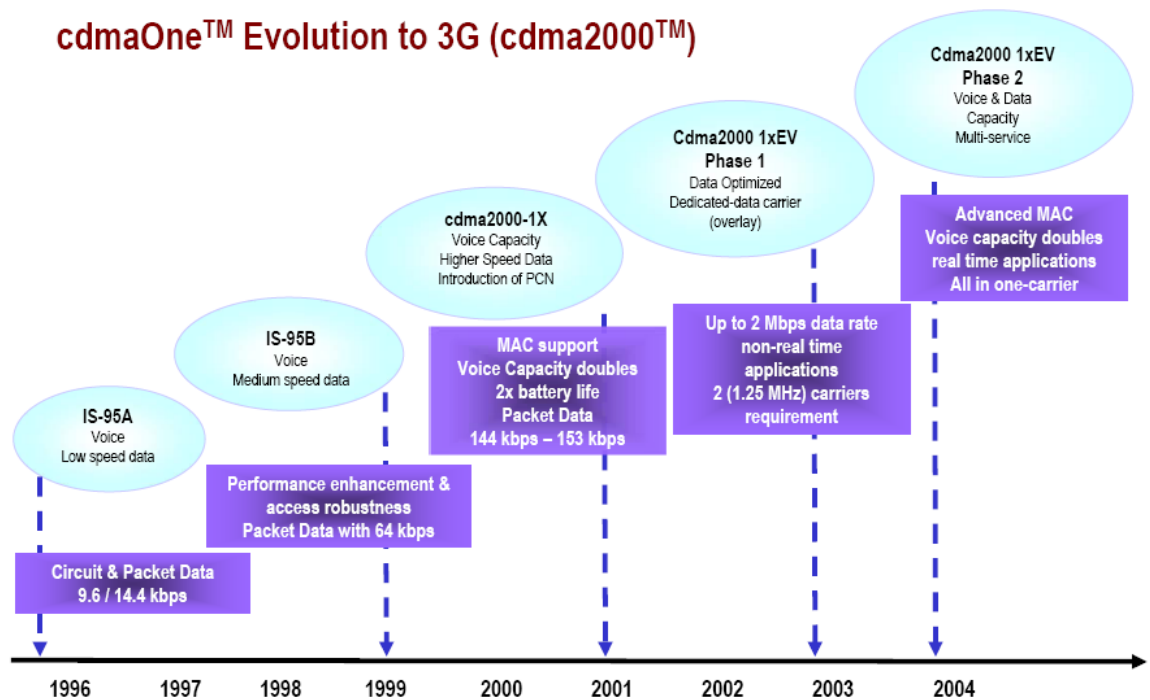 cdmaOne™ Evolution to 3G (cdma2000™)
Cdma2000 1xEV
Phase 2
Voice & Data
Capacity
Multi-service
Cdma2000 1xEV
Phase 1
Data Optimized
Dedicated-data carrier
(overlay)
cdma2000-1X
Voice Capacity
Higher Speed Data
Introduction of PCN
IS-95B
Voice
Medium speed data
IS-95A
Voice
Low speed data
Advanced MAC
Voice capacity doubles
real time applications
All in one-carrier
Up to 2 Mbps data rate
non-real time
applications
2 (1.25 MHz) carriers
requirement
MAC support
Voice Capacity doubles
2x battery life
Packet Data
144 kbps – 153 kbps
Performance enhancement &
access robustness
Packet Data with 64 kbps
Circuit & Packet Data
9.6 / 14.4 kbps
1996 1997 1998 1999 2000 2001 2002 2003 2004